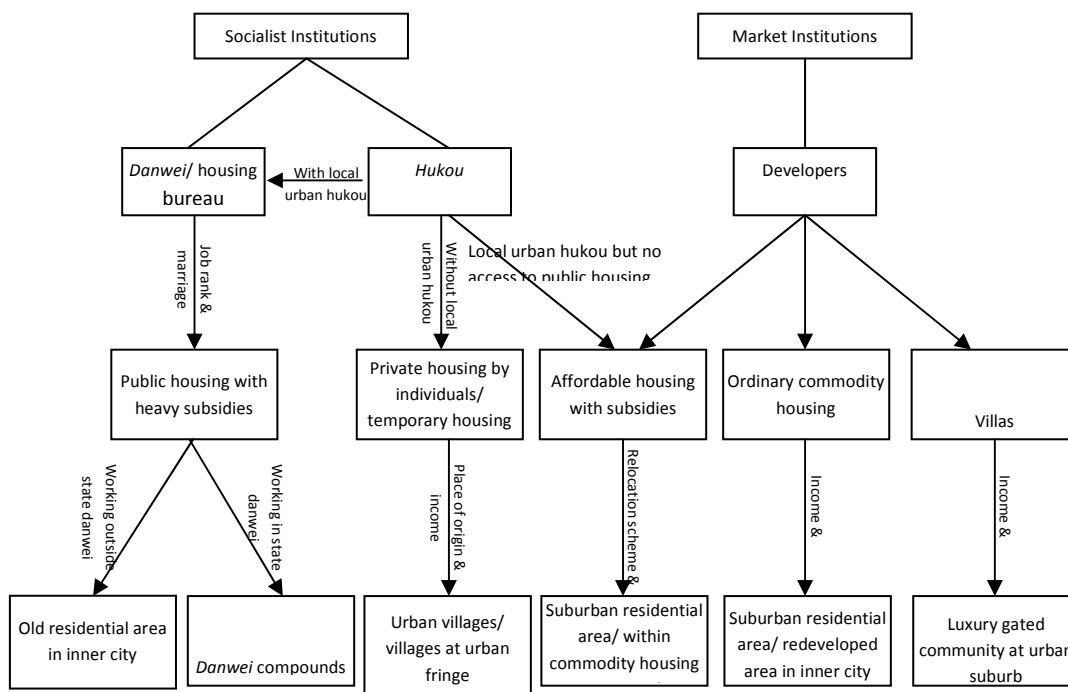 Socialist Institutions
Market Institutions
Danwei/ housing
bureau
With local
urban hukou
Hukou
Developers
Job rank &
marriage
Without local
urban hukou
Local urban hukou but no
access to public housing
Public housing with
heavy subsidies
Private housing by
individuals/
temporary housing
Affordable housing
with subsidies
Ordinary commodity
housing
Villas
Working outside
state danwei
Working in state
danwei
Place of origin &
income
Relocation scheme &
Income &
Income &
Old residential area
in inner city
Danwei compounds
Urban villages/
villages at urban
fringe
Suburban residential
area/ within
commodity housing
Suburban residential
area/ redeveloped
area in inner city
Luxury gated
community at urban
suburb